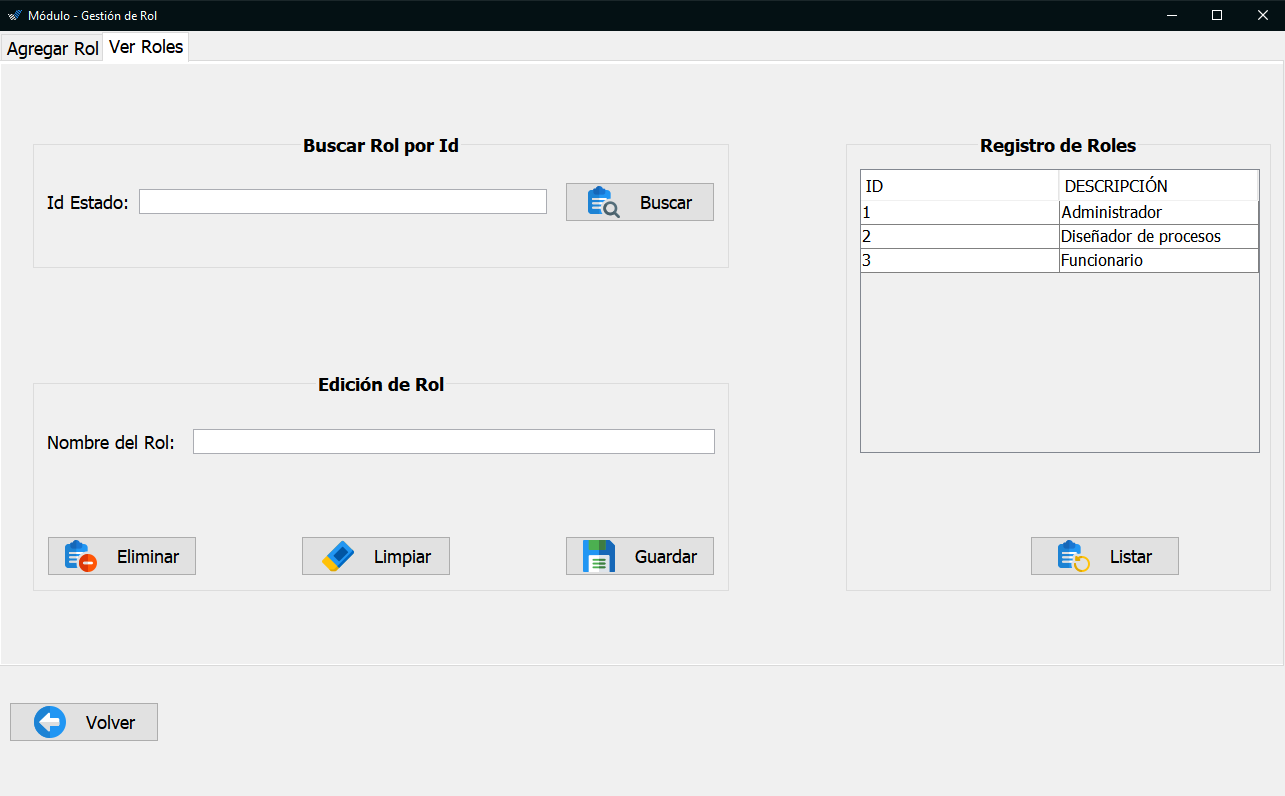 Módulo - Gestión de Rol
Agregar Rol Ver Roles
Buscar Rol por Id
Id Estado: Buscar
Edición de Rol
Nombre del Rol:
Eliminar Limpiar Guardar
Registro de Roles
ID DESCRIPCIÓN
1 Administrador
2 Diseñador de procesos
3 Funcionario
Listar
Volver